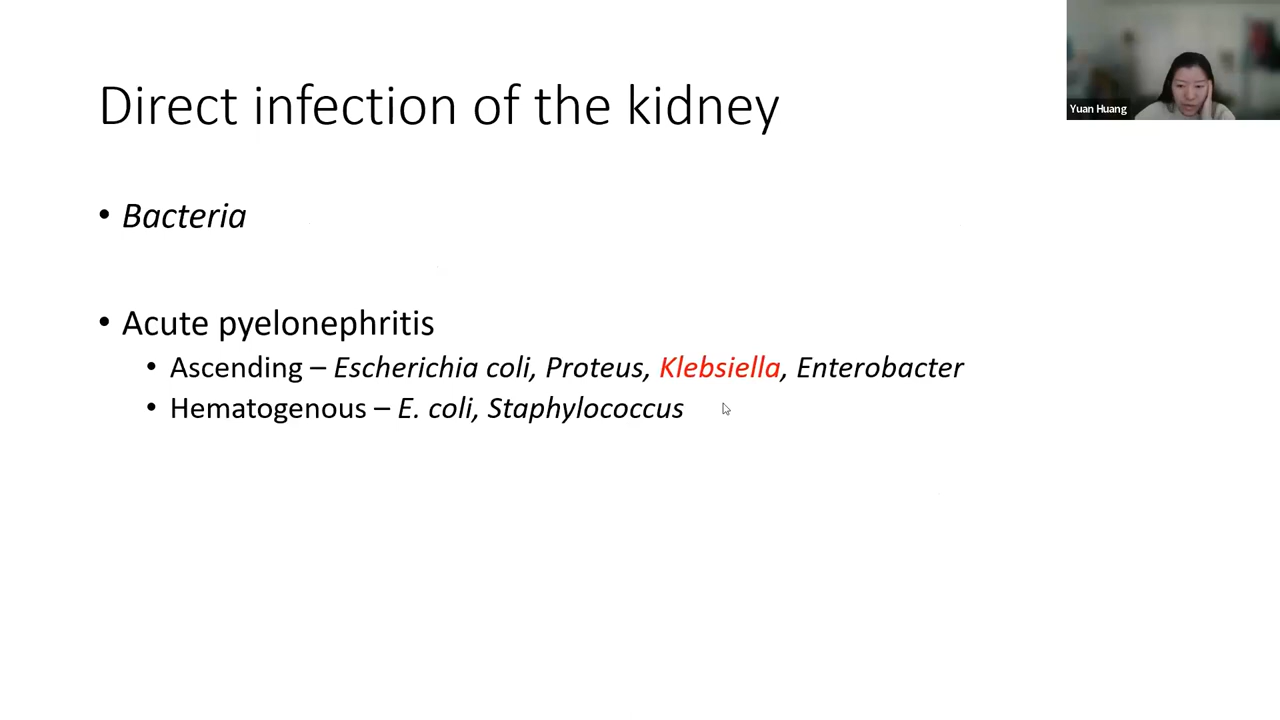 Direct infection of the kidney
Yuan Huang
• Bacteria
• Acute pyelonephritis
• Ascending – Escherichia coli, Proteus, Klebsiella, Enterobacter
• Hematogenous – E. coli, Staphylococcus